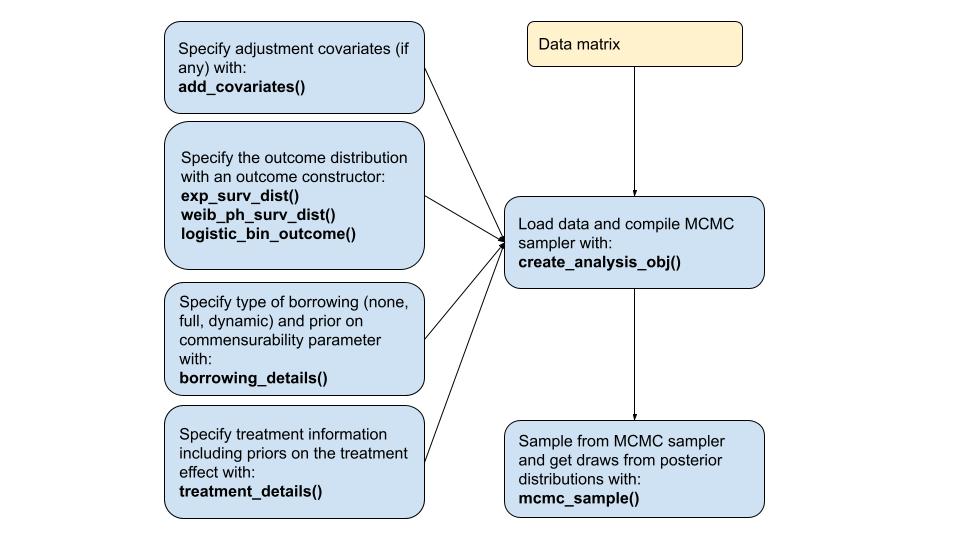 Specify adjustment covariates (if
any) with:
add_covariates()
Specify the outcome distribution
with an outcome constructor:
exp_surv_dist()
weib_ph_surv_dist()
logistic_bin_outcome()
Specify type of borrowing (none,
full, dynamic) and prior on
commensurability parameter
with:
borrowing_details()
Specify treatment information
including priors on the treatment
effect with:
treatment_details()
Data matrix
Load data and compile MCMC
sampler with:
create_analysis_obj()
Sample from MCMC sampler
and get draws from posterior
distributions with:
mcmc_sample()